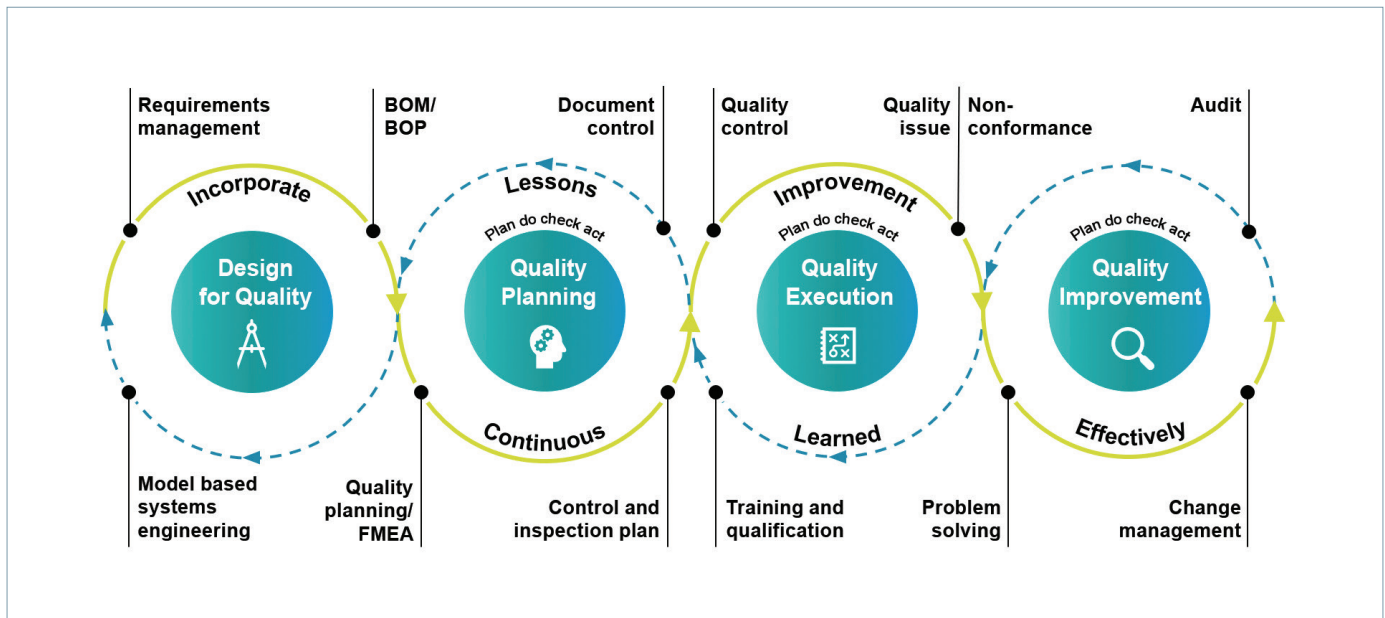 Requirements
management
BOM/
BOP
Document
control
Quality
control
Quality
issue
Non-
conformance
Audit
Incorporate
Lessons
Improvement
Plan do check act
Plan do check act
Plan do check act
Design
for Quality
Quality
Planning
Quality
Execution
Quality
Improvement
Continuous
Learned
Effectively
Model based
systems
engineering
Quality
planning/
FMEA
Control and
inspection plan
Training and
qualification
Problem
solving
Change
management